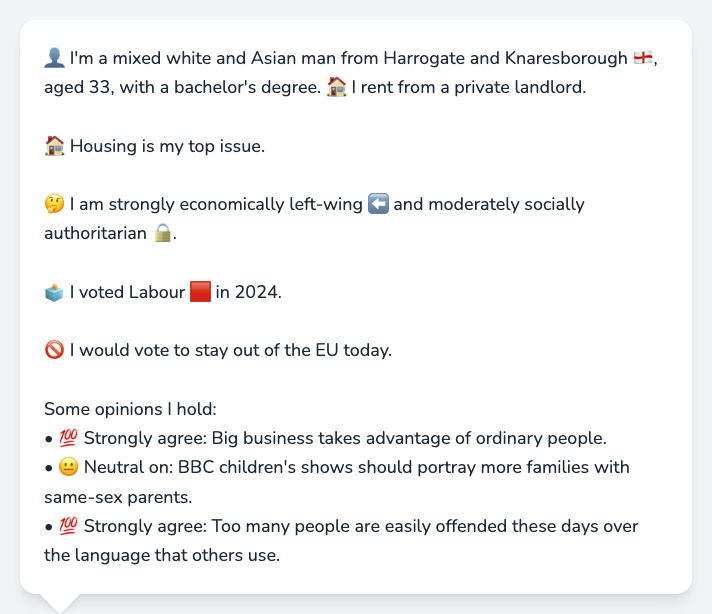 👤 I'm a mixed white and Asian man from Harrogate and Knaresborough 🏴󠁧󠁢󠁥󠁮󠁧󠁿,
aged 33, with a bachelor's degree. 🏠 I rent from a private landlord.
🏠 Housing is my top issue.
🤔 I am strongly economically left-wing ⬅️ and moderately socially
authoritarian 🔒.
🗳️ I voted Labour 🟥 in 2024.
🚫 I would vote to stay out of the EU today.
Some opinions I hold:
• 💯 Strongly agree: Big business takes advantage of ordinary people.
• 😐 Neutral on: BBC children's shows should portray more families with
same-sex parents.
• 💯 Strongly agree: Too many people are easily offended these days over
the language that others use.